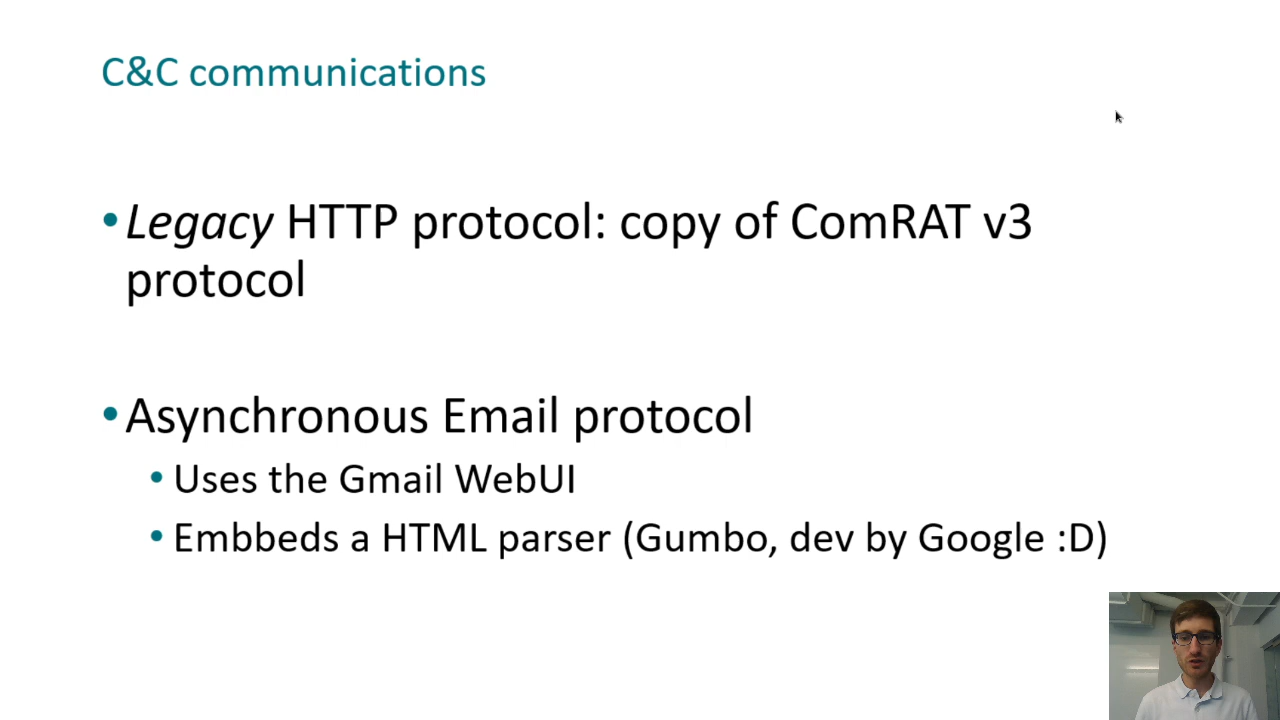 C&C communications
•Legacy HTTP protocol: copy of ComRAT v3
protocol
•Asynchronous Email protocol
•Uses the Gmail WebUI
•Embbeds a HTML parser (Gumbo, dev by Google :D)